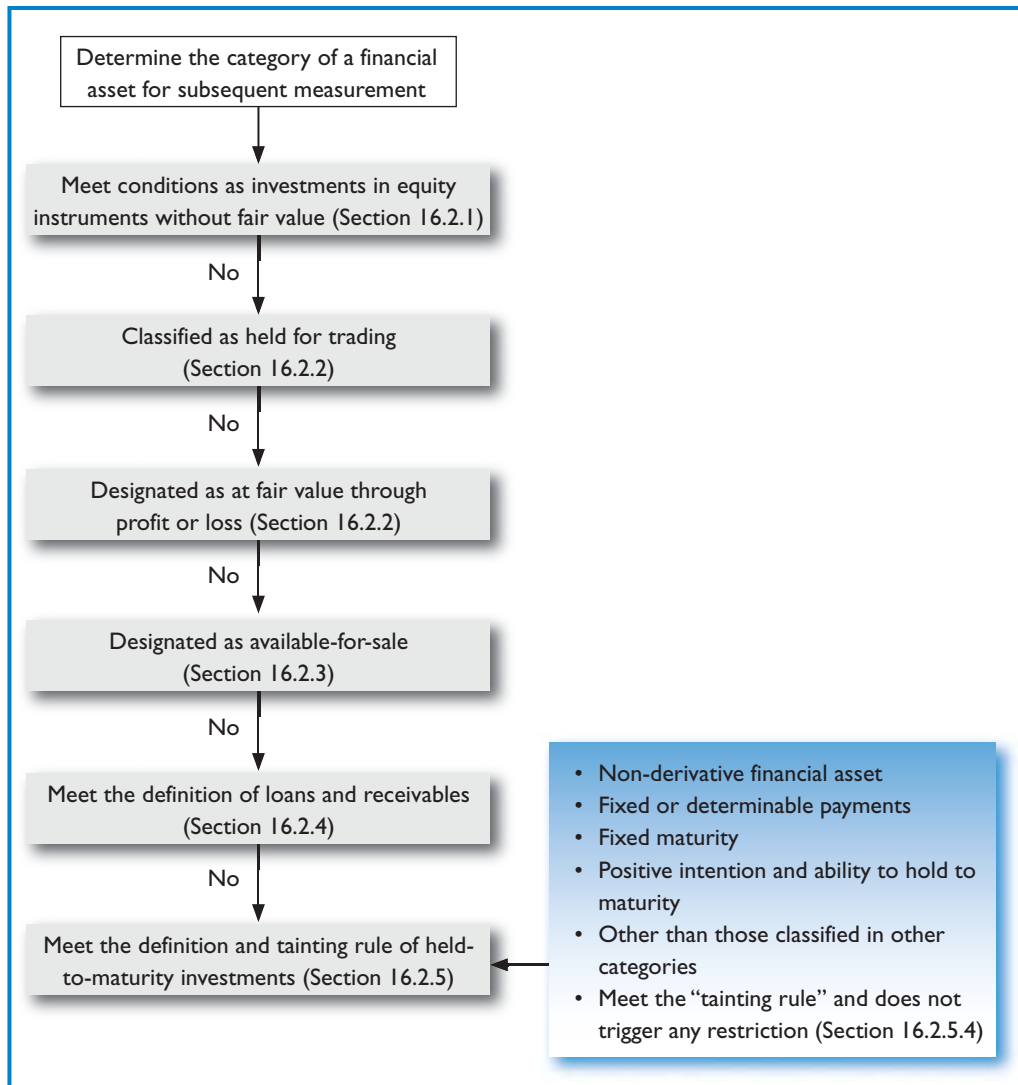 Determine the category of a financial
asset for subsequent measurement
Meet conditions as investments in equity
instruments without fair value (Section 16.2.1)
No
Classified as held for trading
(Section 16.2.2)
No
Designated as at fair value through
profit or loss (Section 16.2.2)
No
Designated as available-for-sale
(Section 16.2.3)
No
Meet the definition of loans and receivables
(Section 16.2.4)
No
Meet the definition and tainting rule of held-
to-maturity investments (Section 16.2.5)
• Non-derivative financial asset
• Fixed or determinable payments
• Fixed maturity
• Positive intention and ability to hold to
maturity
• Other than those classified in other
categories
• Meet the “tainting rule” and does not
trigger any restriction (Section 16.2.5.4)